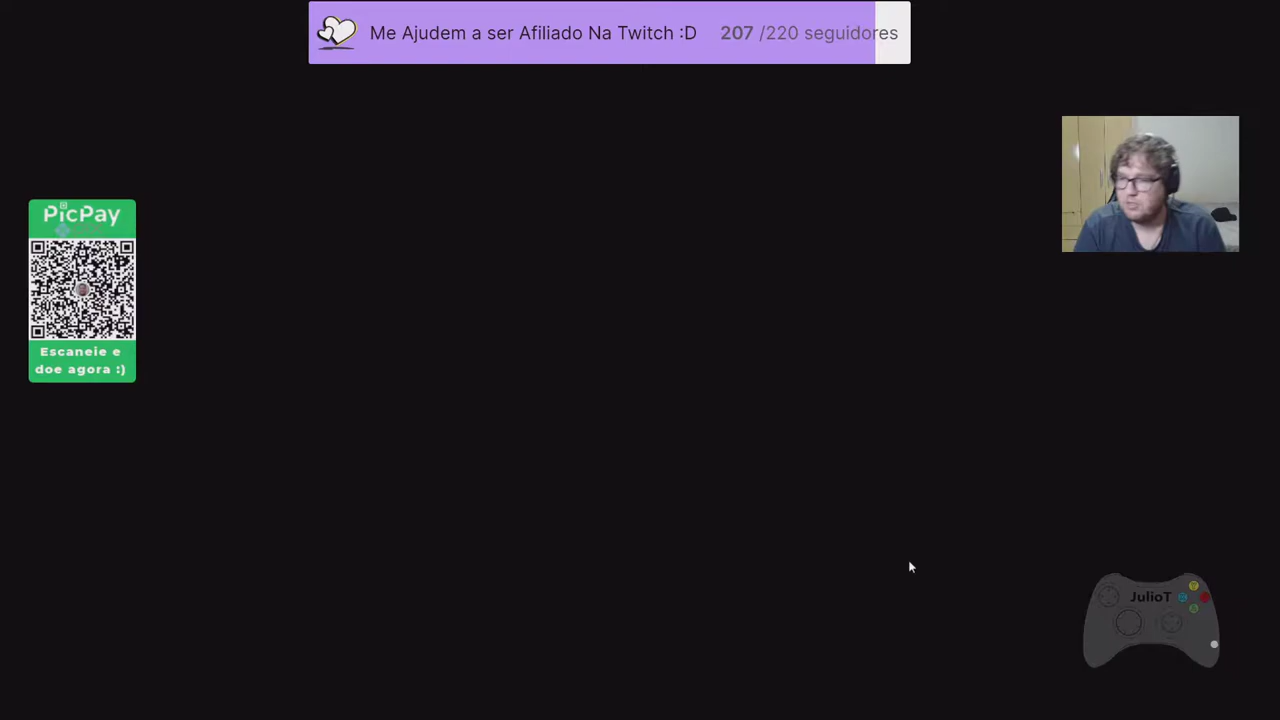 Me Ajudem a ser Afiliado Na Twitch :D 207 /220 seguidores
PicPay
Escaneie e
doe agora :)
JulioT